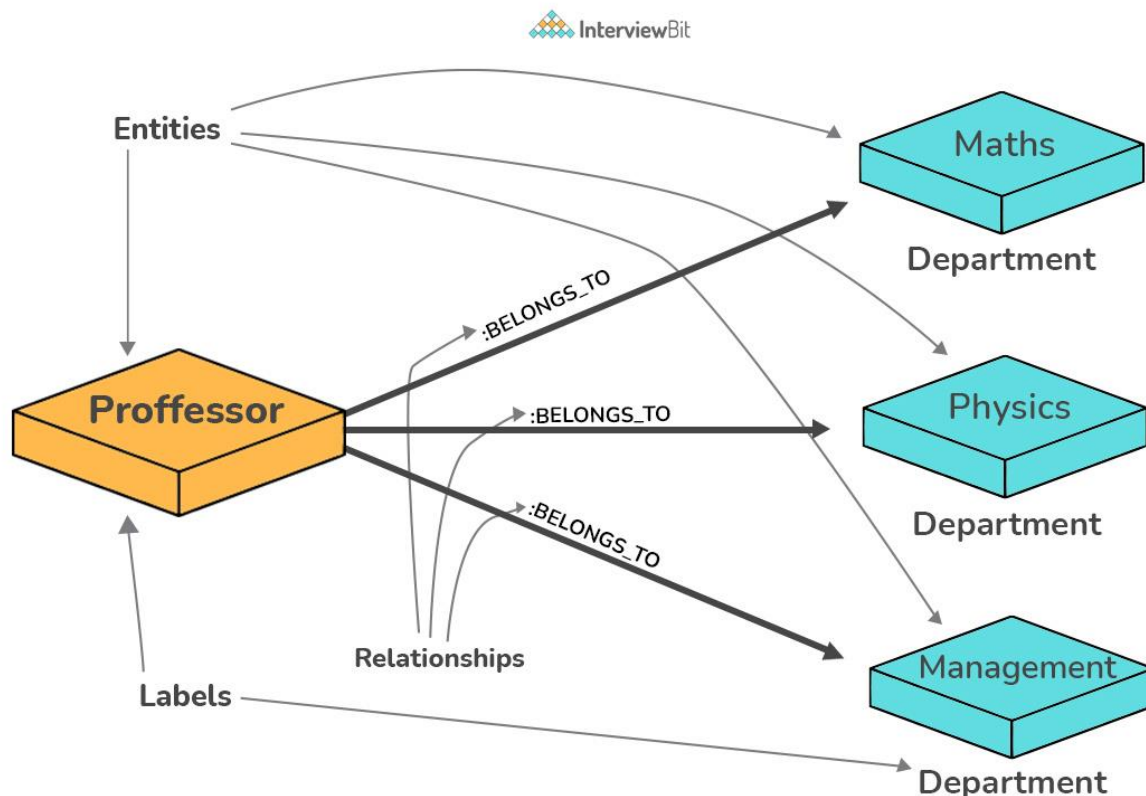 InterviewBit
Entities
Maths
Department
:BELONGS_TO
Proffessor
:BELONGS_TO
Physics
Department
:BELONGS_TO
Relationships
Management
Labels
Department